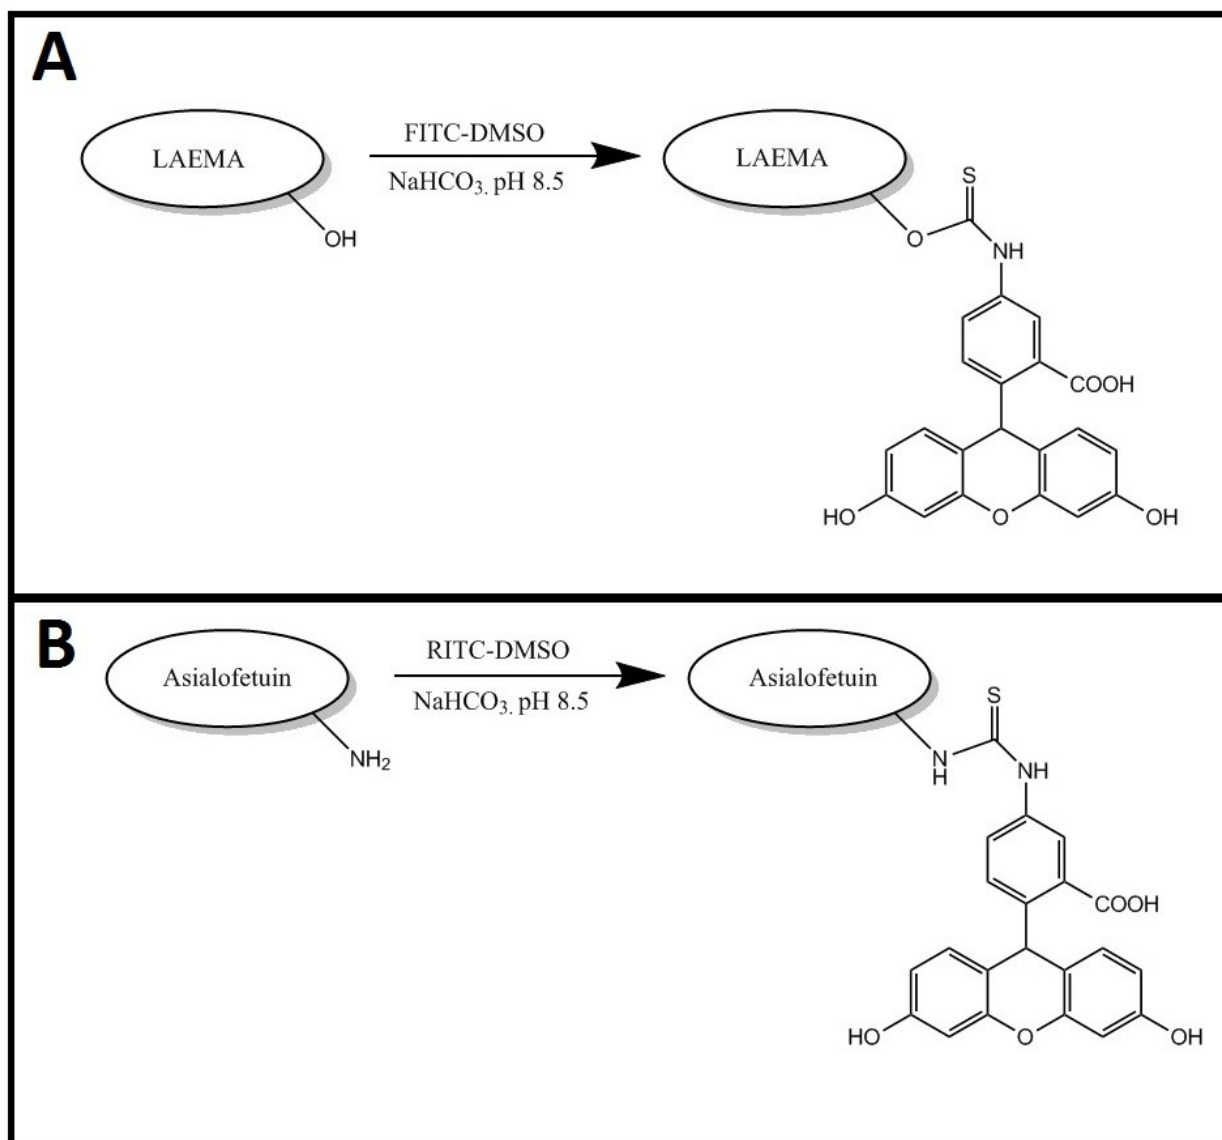 A
LAEMA
OH
FITC-DMSO
NaHCO₃, pH 8.5
LAEMA
S
O
NH
COOH
HO
O
OH
B
Asialofetuin
NH₂
RITC-DMSO
NaHCO₃, pH 8.5
Asialofetuin
S
N
H
NH
COOH
HO
O
OH